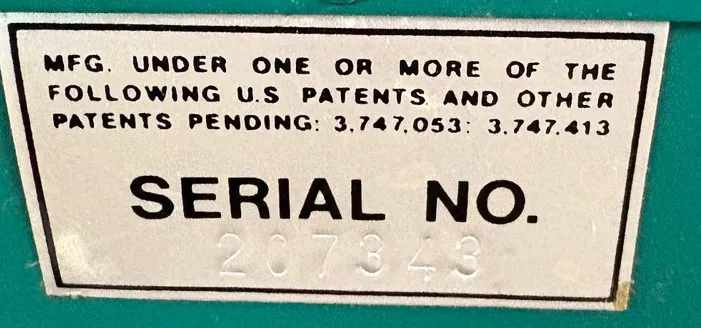 MFG. UNDER ONE OR MORE OF THE
FOLLOWING U.S PATENTS AND OTHER
PATENTS PENDING: 3,747,053: 3,747,413
SERIAL NO.
207343